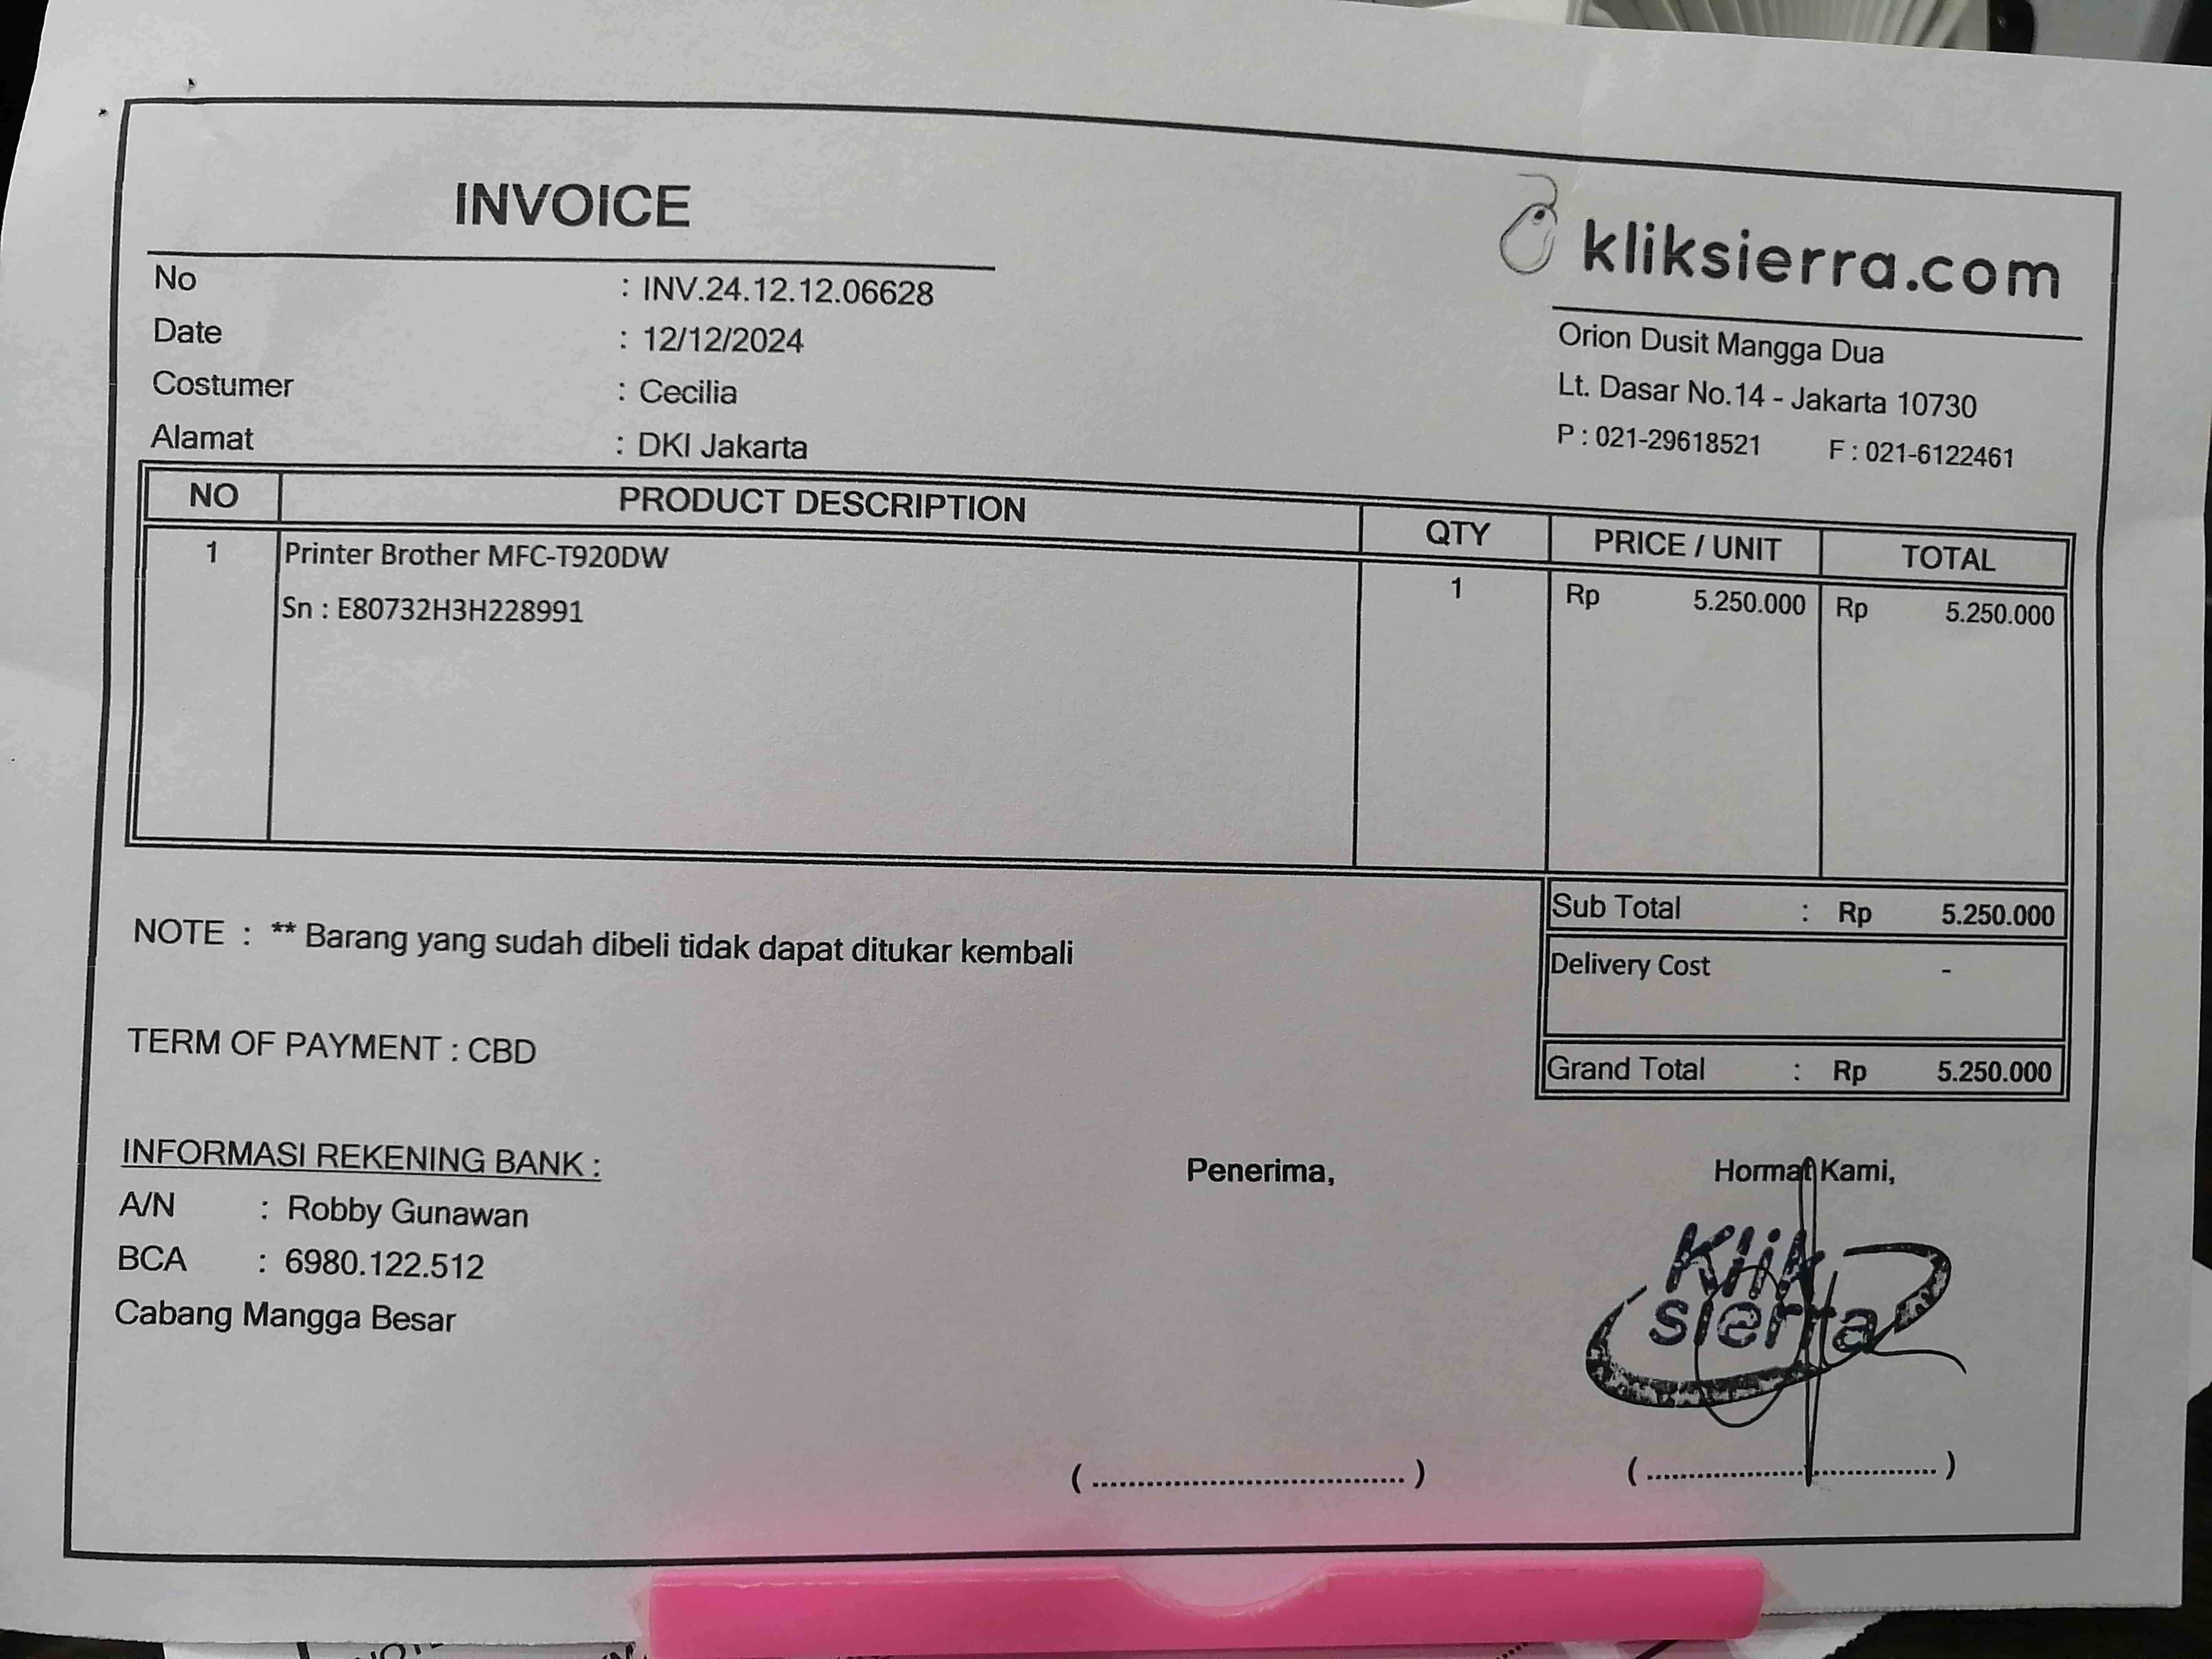 INVOICE
kliksierra.com
No : INV.24.12.12.06628
Date : 12/12/2024
Costumer : Cecilia
Alamat : DKI Jakarta
Orion Dusit Mangga Dua
Lt. Dasar No.14 - Jakarta 10730
P : 021-29618521 F : 021-6122461
NO PRODUCT DESCRIPTION QTY PRICE / UNIT TOTAL
1 Printer Brother MFC-T920DW 1 Rp 5.250.000 Rp 5.250.000
Sn : E80732H3H228991
Sub Total : Rp 5.250.000
NOTE : ** Barang yang sudah dibeli tidak dapat ditukar kembali
Delivery Cost -
TERM OF PAYMENT : CBD
Grand Total : Rp 5.250.000
INFORMASI REKENING BANK :
A/N : Robby Gunawan
BCA : 6980.122.512
Cabang Mangga Besar
Penerima,
Hormat Kami,
Klik
sierra
( ........................................ )
( ........................................ )